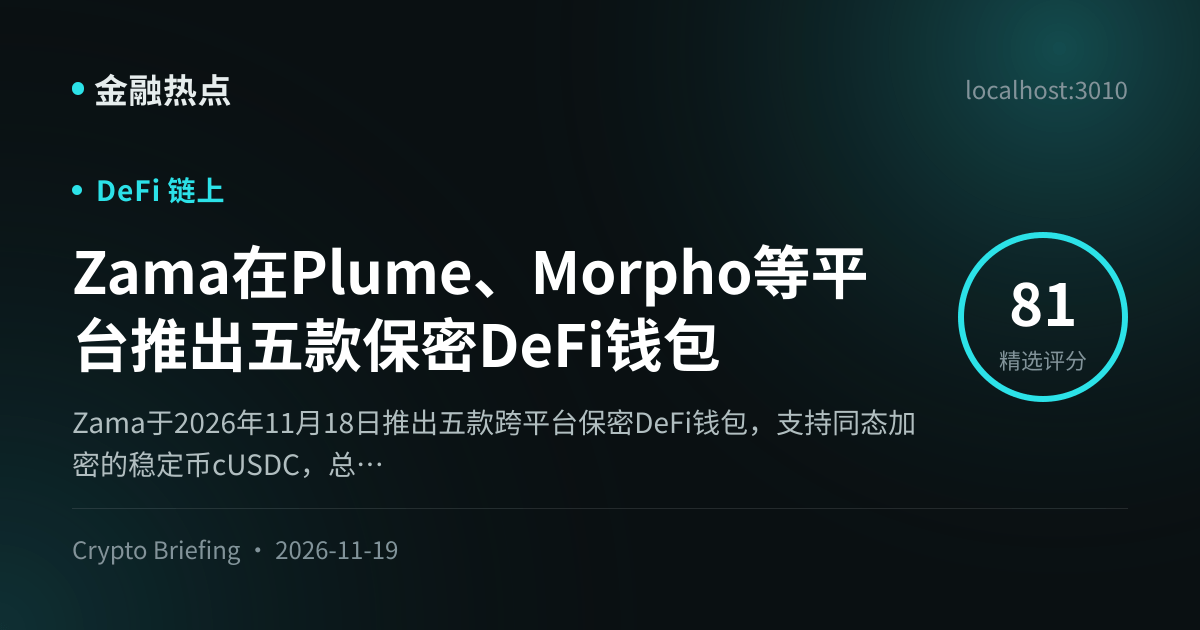 金融热点
localhost:3010
DeFi 链上
Zama在Plume、Morpho等平
台推出五款保密DeFi钱包
81
精选评分
Zama于2026年11月18日推出五款跨平台保密DeFi钱包，支持同态加
密的稳定币cUSDC，总…
Crypto Briefing · 2026-11-19